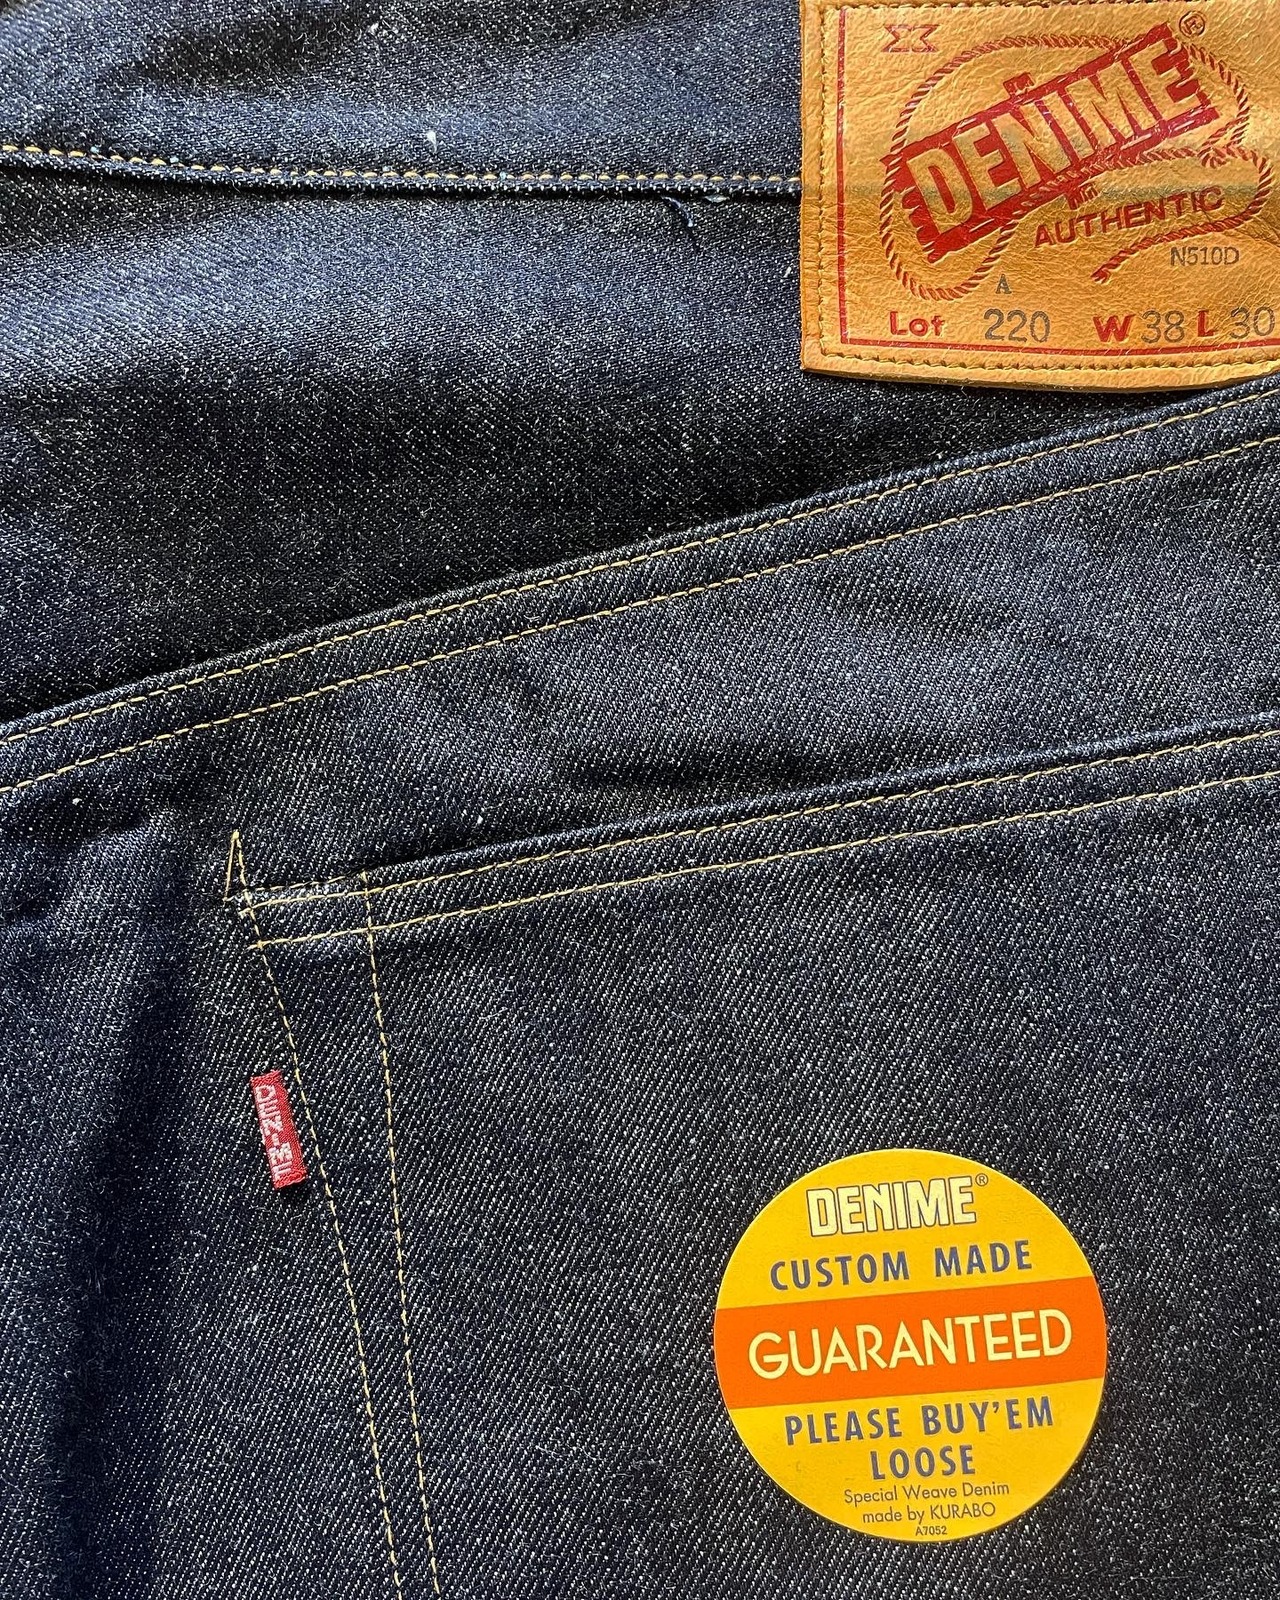 DENIME ®
AUTHENTIC
N510D
A
Lot 220 W 38 L 30
DENIME
DENIME®
CUSTOM MADE
GUARANTEED
PLEASE BUY'EM
LOOSE
Special Weave Denim
made by KURABO
A7052